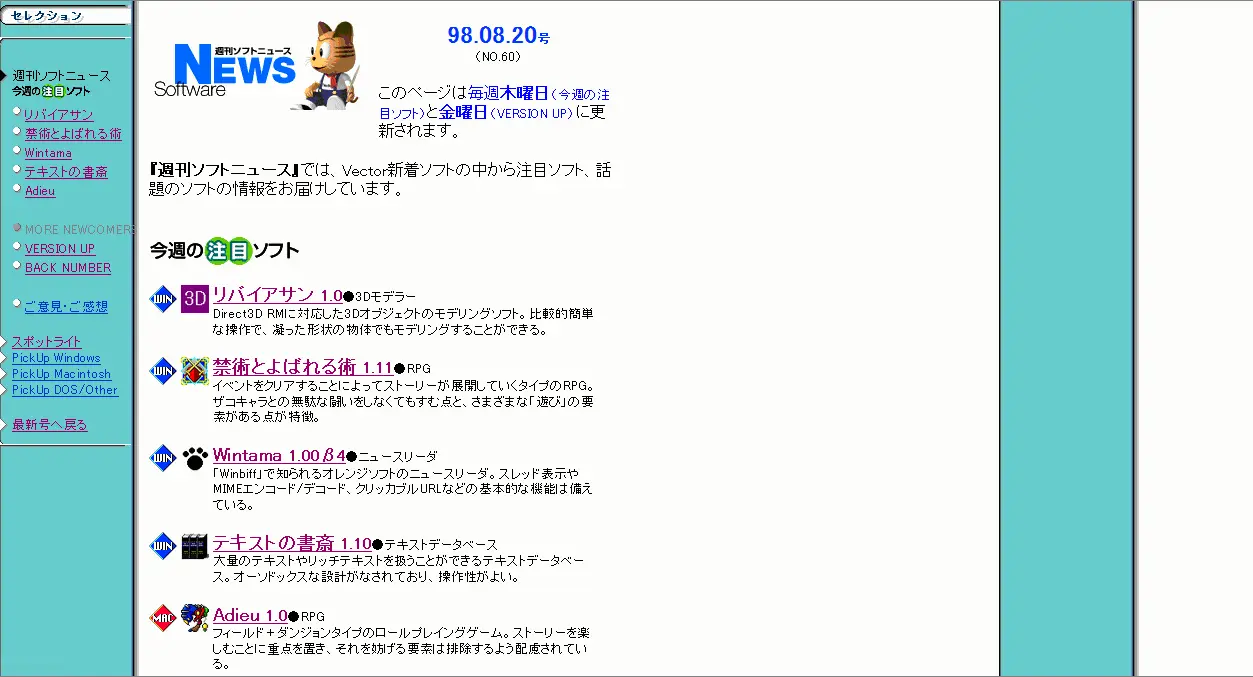 セレクション
週刊ソフトニュース
今週の注目ソフト
リバイアサン
禁術とよばれる術
Wintama
テキストの書斎
Adieu
MORE NEWCOMERS
VERSION UP
BACK NUMBER
ご意見・ご感想
スポットライト
PickUp Windows
PickUp Macintosh
PickUp DOS/Other
最新号へ戻る
週刊ソフトニュース
NEWS
Software
98.08.20号
(NO.60)
このページは毎週木曜日(今週の注
目ソフト)と金曜日(VERSION UP)に更
新されます。
『週刊ソフトニュース』では、Vector新着ソフトの中から注目ソフト、話
題のソフトの情報をお届けしています。
今週の注目ソフト
WIN 3D リバイアサン 1.0●3Dモデラー
Direct3D RMに対応した3Dオブジェクトのモデリングソフト。比較的簡単
な操作で、凝った形状の物体でもモデリングすることができる。
WIN 禁術とよばれる術 1.11●RPG
イベントをクリアすることによってストーリーが展開していくタイプのRPG。
ザコキャラとの無駄な闘いをしなくてもすむ点と、さまざまな「遊び」の要
素がある点が特徴。
WIN Wintama 1.00β4●ニュースリーダ
「Winbiff」で知られるオレンジソフトのニュースリーダ。スレッド表示や
MIMEエンコード/デコード、クリッカブルURLなどの基本的な機能は備え
ている。
WIN テキストの書斎 1.10●テキストデータベース
大量のテキストやリッチテキストを扱うことができるテキストデータベー
ス。オーソドックスな設計がなされており、操作性がよい。
MAC Adieu 1.0●RPG
フィールド+ダンジョンタイプのロールプレイングゲーム。ストーリーを楽
しむことに重点を置き、それを妨げる要素は排除するよう配慮されてい
る。